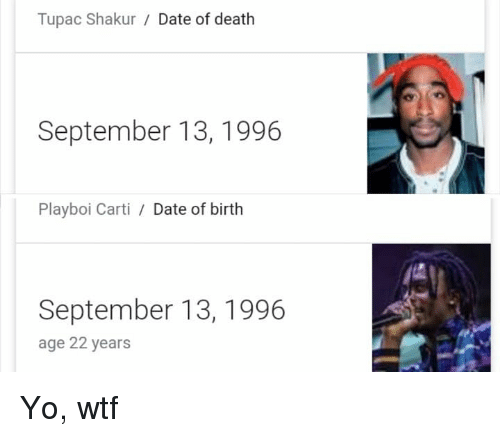 Tupac Shakur / Date of death
September 13, 1996
Playboi Carti / Date of birth
September 13, 1996
age 22 years
Yo, wtf